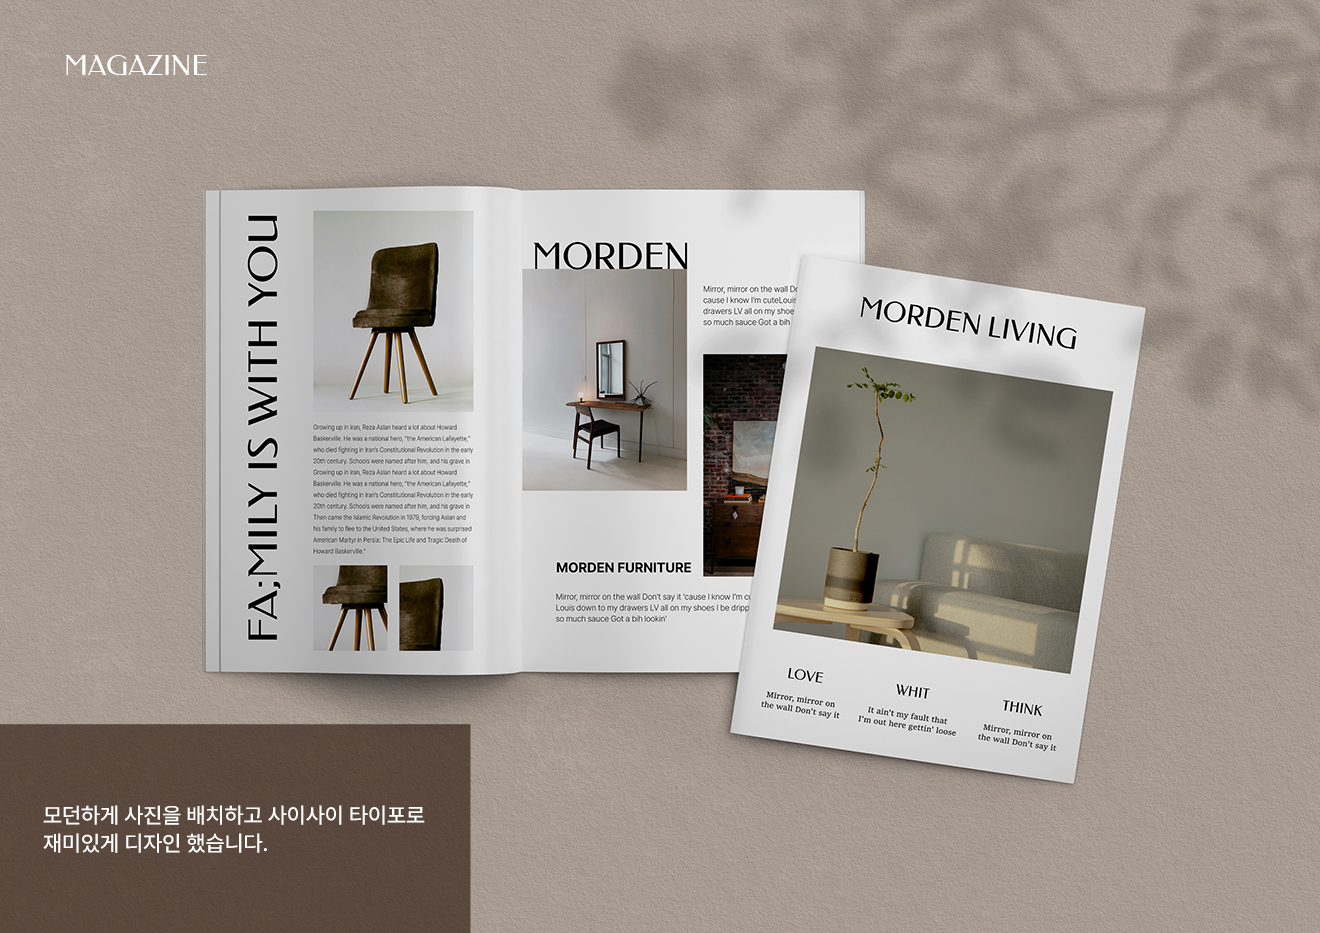 MAGAZINE
FA;MILY IS WITH YOU
Growing up in Iran, Reza Aslan heard a lot about Howard
Baskerville. He was a national hero, "the American Lafayette,"
who died fighting in Iran's Constitutional Revolution in the early
20th century. Schools were named after him, and his grave in
Growing up in Iran, Reza Aslan heard a lot about Howard
Baskerville. He was a national hero, "the American Lafayette,"
who died fighting in Iran's Constitutional Revolution in the early
20th century. Schools were named after him, and his grave in
Then came the Islamic Revolution in 1979, forcing Aslan and
his family to flee to the United States, where he was surprised
American Martyr in Persia: The Epic Life and Tragic Death of
Howard Baskerville."
MORDEN
Mirror, mirror on the wall
cause I know I'm cuteLouis
drawers LV all on my shoe
so much sauce Got a bih
MORDEN FURNITURE
Mirror, mirror on the wall Don't say it 'cause I know I'm
Louis down to my drawers LV all on my shoes I be
so much sauce Got a bih lookin'
MORDEN LIVING
LOVE
Mirror, mirror on
the wall Don't say it
WHIT
It ain't my fault that
I'm out here gettin' loose
THINK
Mirror, mirror on
the wall Don't say it
모던하게 사진을 배치하고 사이사이 타이포로
재미있게 디자인 했습니다.